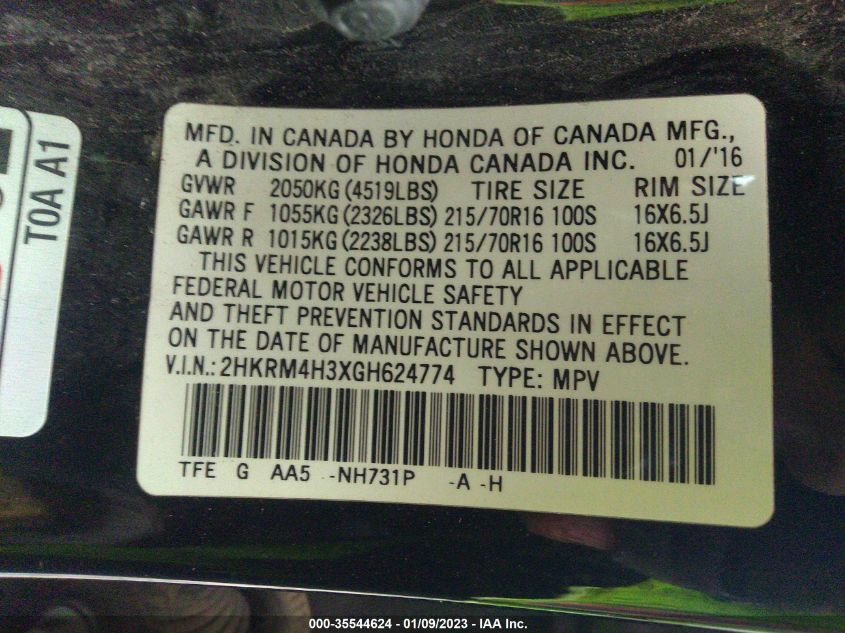 MFD. IN CANADA BY HONDA OF CANADA MFG.,
A DIVISION OF HONDA CANADA INC. 01/'16
GVWR 2050KG (4519LBS) TIRE SIZE RIM SIZE
GAWR F 1055KG (2326LBS) 215/70R16 100S 16X6.5J
GAWR R 1015KG (2238LBS) 215/70R16 100S 16X6.5J
THIS VEHICLE CONFORMS TO ALL APPLICABLE
FEDERAL MOTOR VEHICLE SAFETY
AND THEFT PREVENTION STANDARDS IN EFFECT
ON THE DATE OF MANUFACTURE SHOWN ABOVE.
V.I.N.: 2HKRM4H3XGH624774 TYPE: MPV
TFE G AA5 -NH731P -A -H
T0A A1
000-35544624 - 01/09/2023 - IAA Inc.